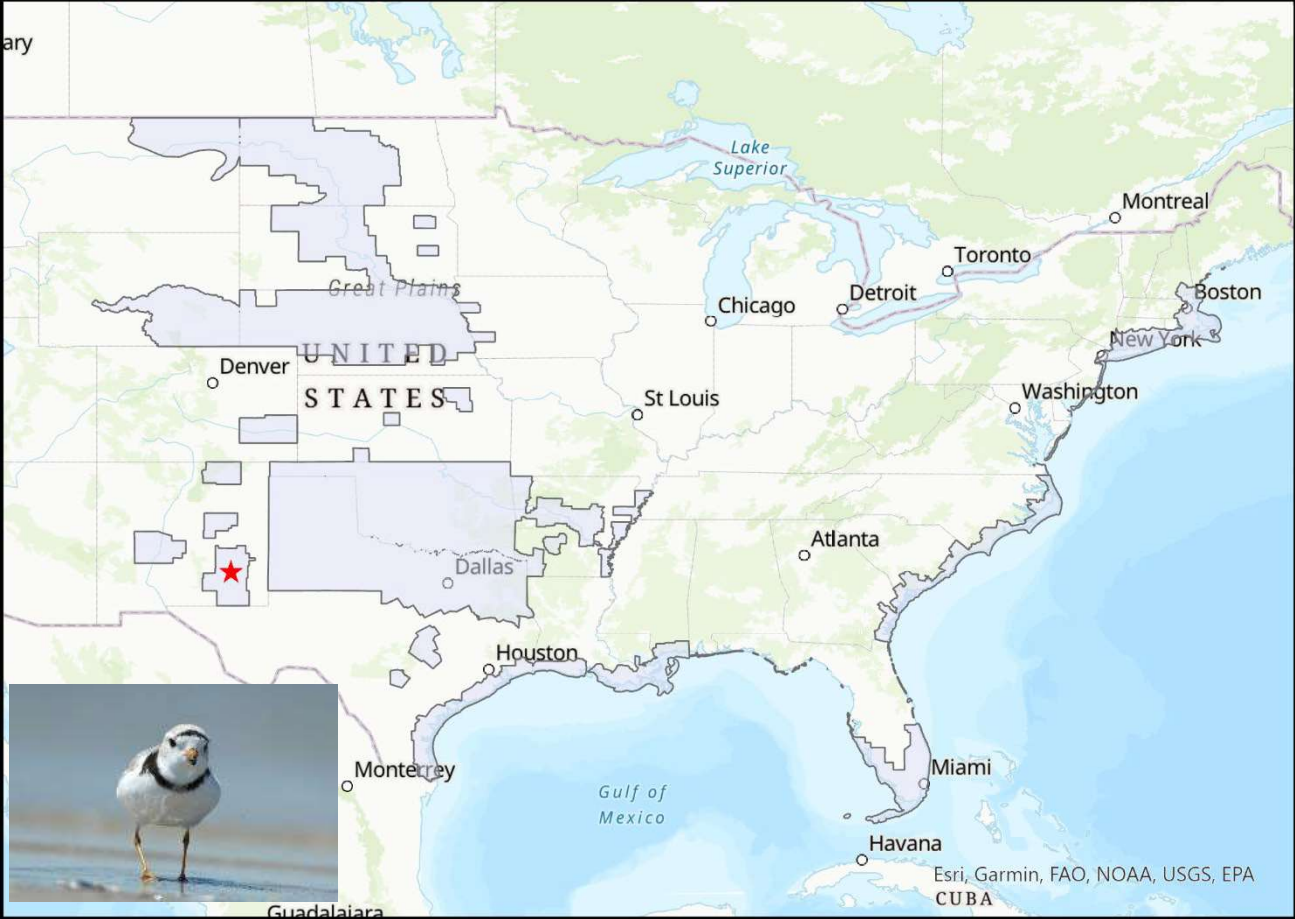 ary
Lake
Superior
Montreal
Toronto
Great Plains
Detroit
Boston
Chicago
New York
UNITED
Denver
STATES
St Louis
Washington
Atlanta
Dallas
Houston
Monterrey
Miami
Gulf of
Mexico
Havana
Esri, Garmin, FAO, NOAA, USGS, EPA
CUBA
Guadalajara